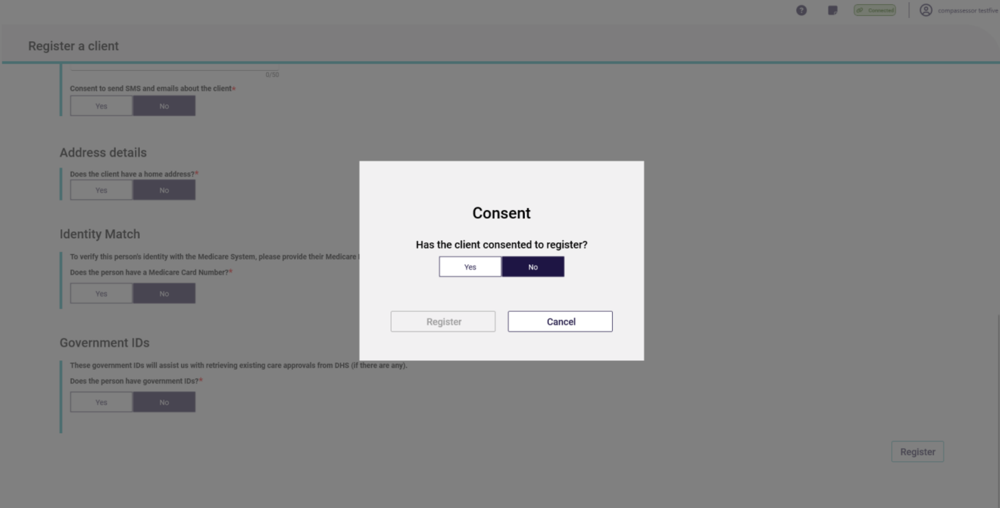 ? Connected compassessor testfive
Register a client
0/50
Consent to send SMS and emails about the client*
Yes No
Address details
Does the client have a home address?*
Yes No
Identity Match
To verify this person's identity with the Medicare System, please provide their Medicare
Does the person have a Medicare Card Number?*
Yes No
Government IDs
These government IDs will assist us with retrieving existing care approvals from DHS (if there are any).
Does the person have government IDs?*
Yes No
Register
Consent
Has the client consented to register?
Yes No
Register Cancel